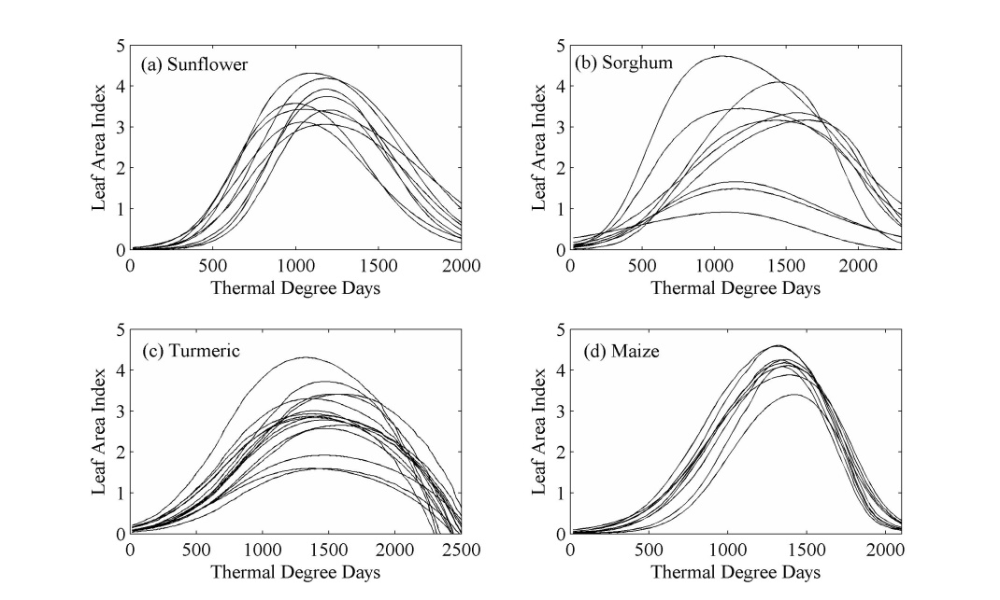 (a) Sunflower
5
4
3
2
1
0
Leaf Area Index
0 500 1000 1500 2000
Thermal Degree Days
(b) Sorghum
5
4
3
2
1
0
Leaf Area Index
0 500 1000 1500 2000
Thermal Degree Days
(c) Turmeric
5
4
3
2
1
0
Leaf Area Index
0 500 1000 1500 2000 2500
Thermal Degree Days
(d) Maize
5
4
3
2
1
0
Leaf Area Index
0 500 1000 1500 2000
Thermal Degree Days